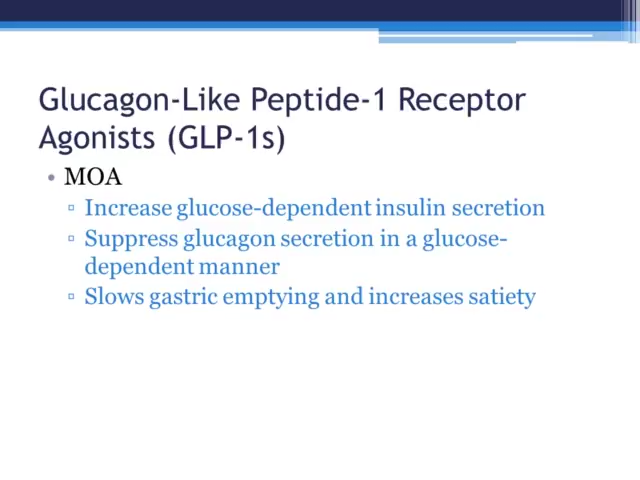 Glucagon-Like Peptide-1 Receptor
Agonists (GLP-1s)
• MOA
▫ Increase glucose-dependent insulin secretion
▫ Suppress glucagon secretion in a glucose-
dependent manner
▫ Slows gastric emptying and increases satiety